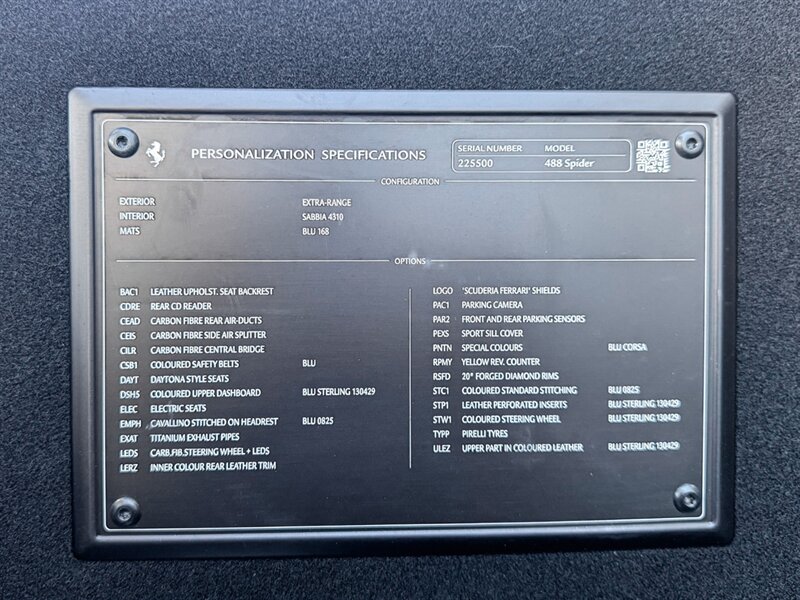 PERSONALIZATION SPECIFICATIONS
SERIAL NUMBER MODEL
225500 488 Spider
CONFIGURATION
EXTERIOR EXTRA-RANGE
INTERIOR SABBIA 4310
MATS BLU 168
OPTIONS
BAC1 LEATHER UPHOLST. SEAT BACKREST
CDRE REAR CD READER
CEAD CARBON FIBRE REAR AIR-DUCTS
CEIS CARBON FIBRE SIDE AIR SPLITTER
CILR CARBON FIBRE CENTRAL BRIDGE
CSB1 COLOURED SAFETY BELTS BLU
DAYT DAYTONA STYLE SEATS
DSH5 COLOURED UPPER DASHBOARD BLU STERLING 130429
ELEC ELECTRIC SEATS
EMPH CAVALLINO STITCHED ON HEADREST BLU 0825
EXAT TITANIUM EXHAUST PIPES
LEDS CARB.FIB.STEERING WHEEL + LEDS
LERZ INNER COLOUR REAR LEATHER TRIM
LOGO 'SCUDERIA FERRARI' SHIELDS
PAC1 PARKING CAMERA
PAR2 FRONT AND REAR PARKING SENSORS
PEXS SPORT SILL COVER
PNTN SPECIAL COLOURS BLU CORSA
RPMY YELLOW REV. COUNTER
RSFD 20" FORGED DIAMOND RIMS
STC1 COLOURED STANDARD STITCHING BLU 0825
STP1 LEATHER PERFORATED INSERTS BLU STERLING 130429
STW1 COLOURED STEERING WHEEL BLU STERLING 130429
TYPP PIRELLI TYRES
ULEZ UPPER PART IN COLOURED LEATHER BLU STERLING 130429